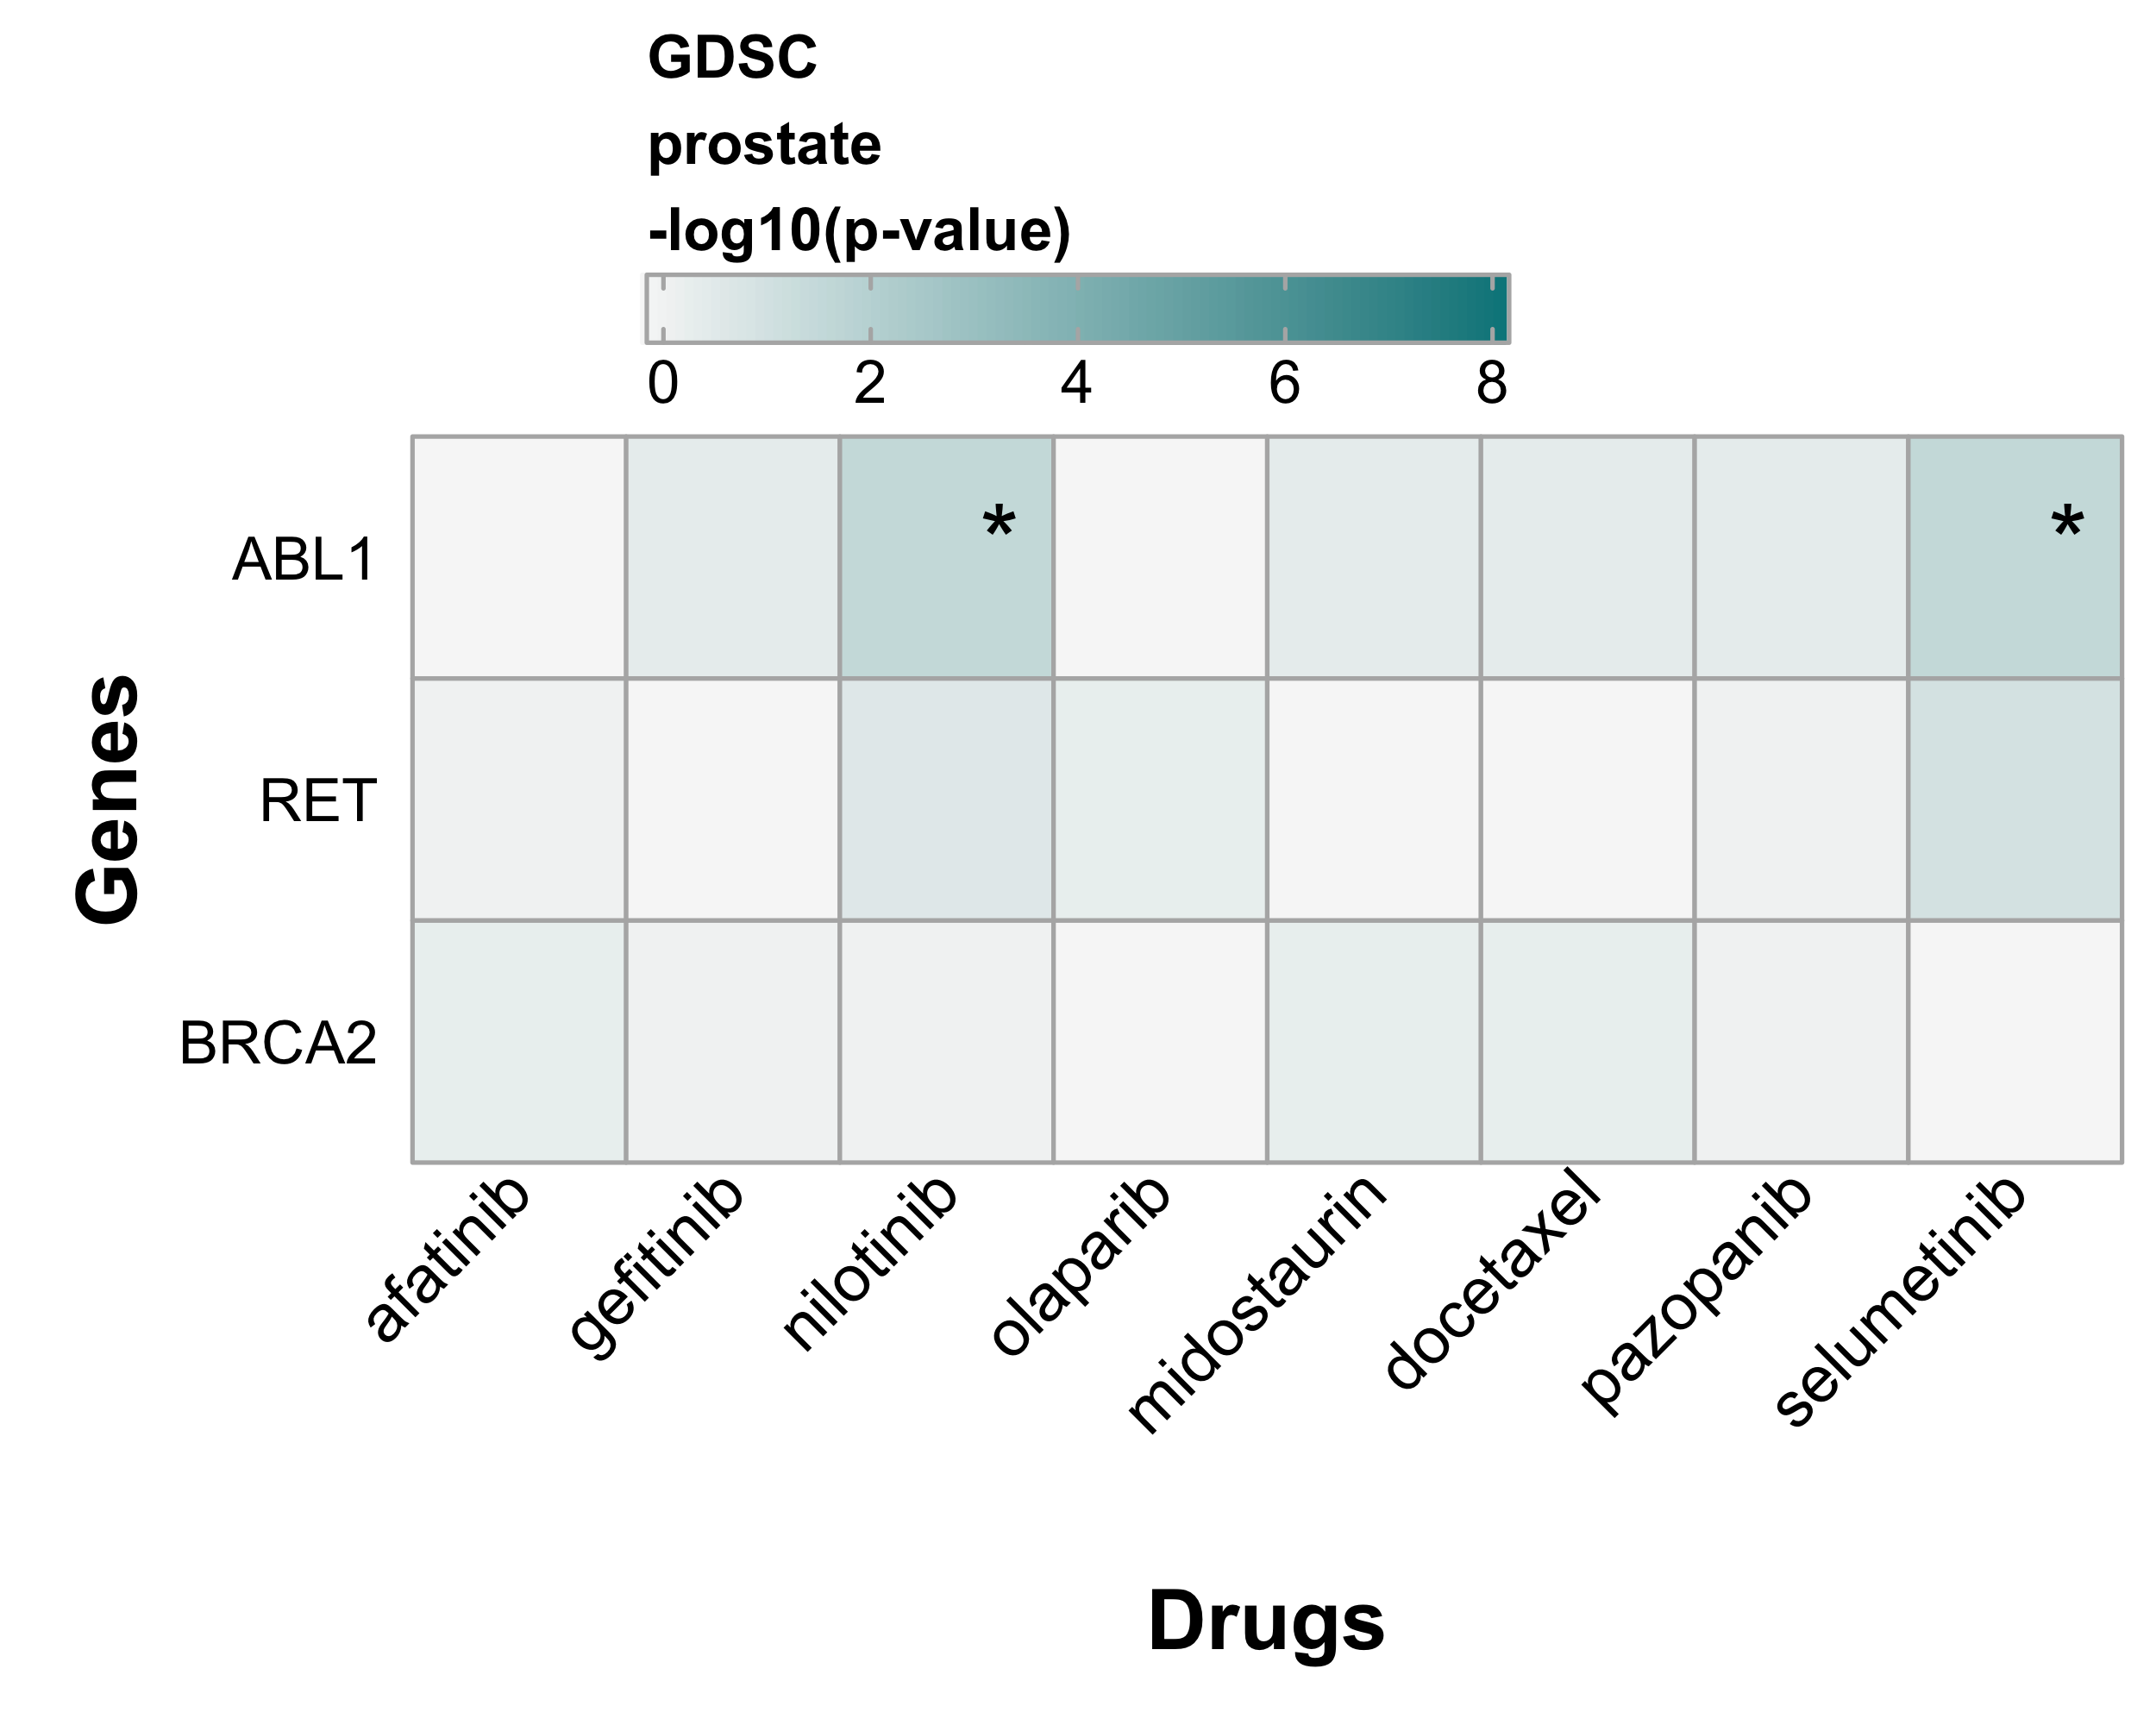 GDSC
prostate
-log10(p-value)
0 2 4 6 8
Genes
ABL1 * *
RET
BRCA2
afatinib gefitinib nilotinib olaparib midostaurin docetaxel pazopanib selumetinib
Drugs